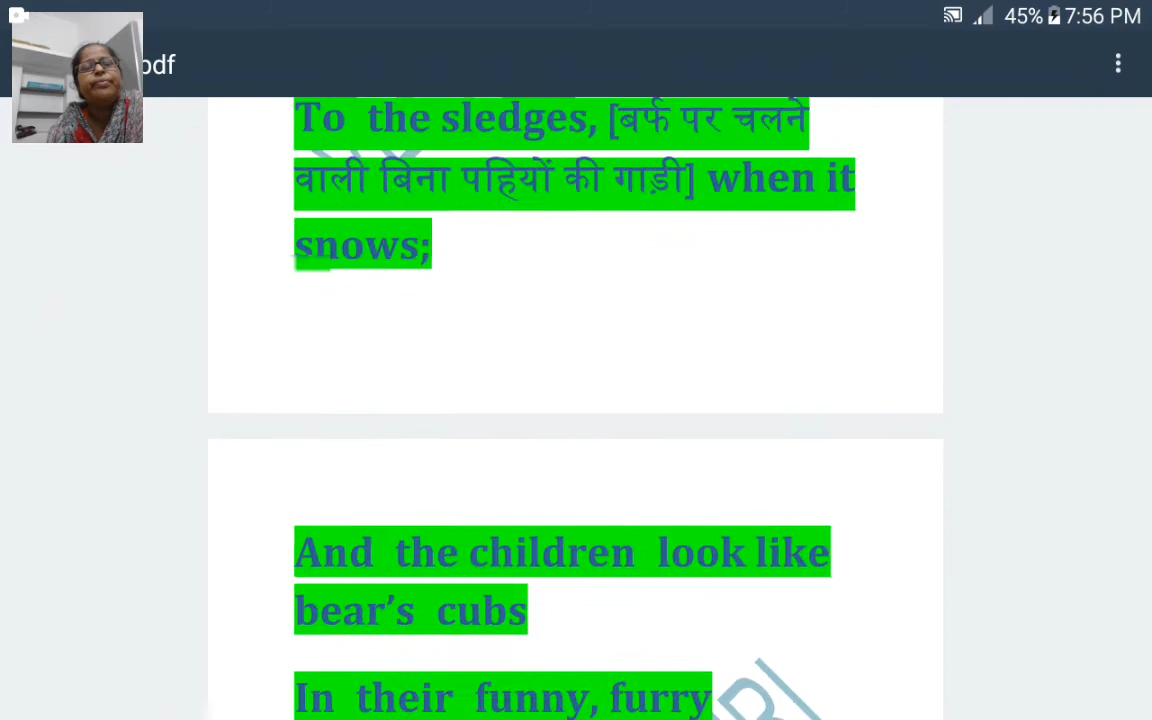 45% 7:56 PM
pdf
To the sledges, [बर्फ पर चलने
वाली बिना पहियों की गाड़ी] when it
snows;
And the children look like
bear's cubs
In their funny, furry